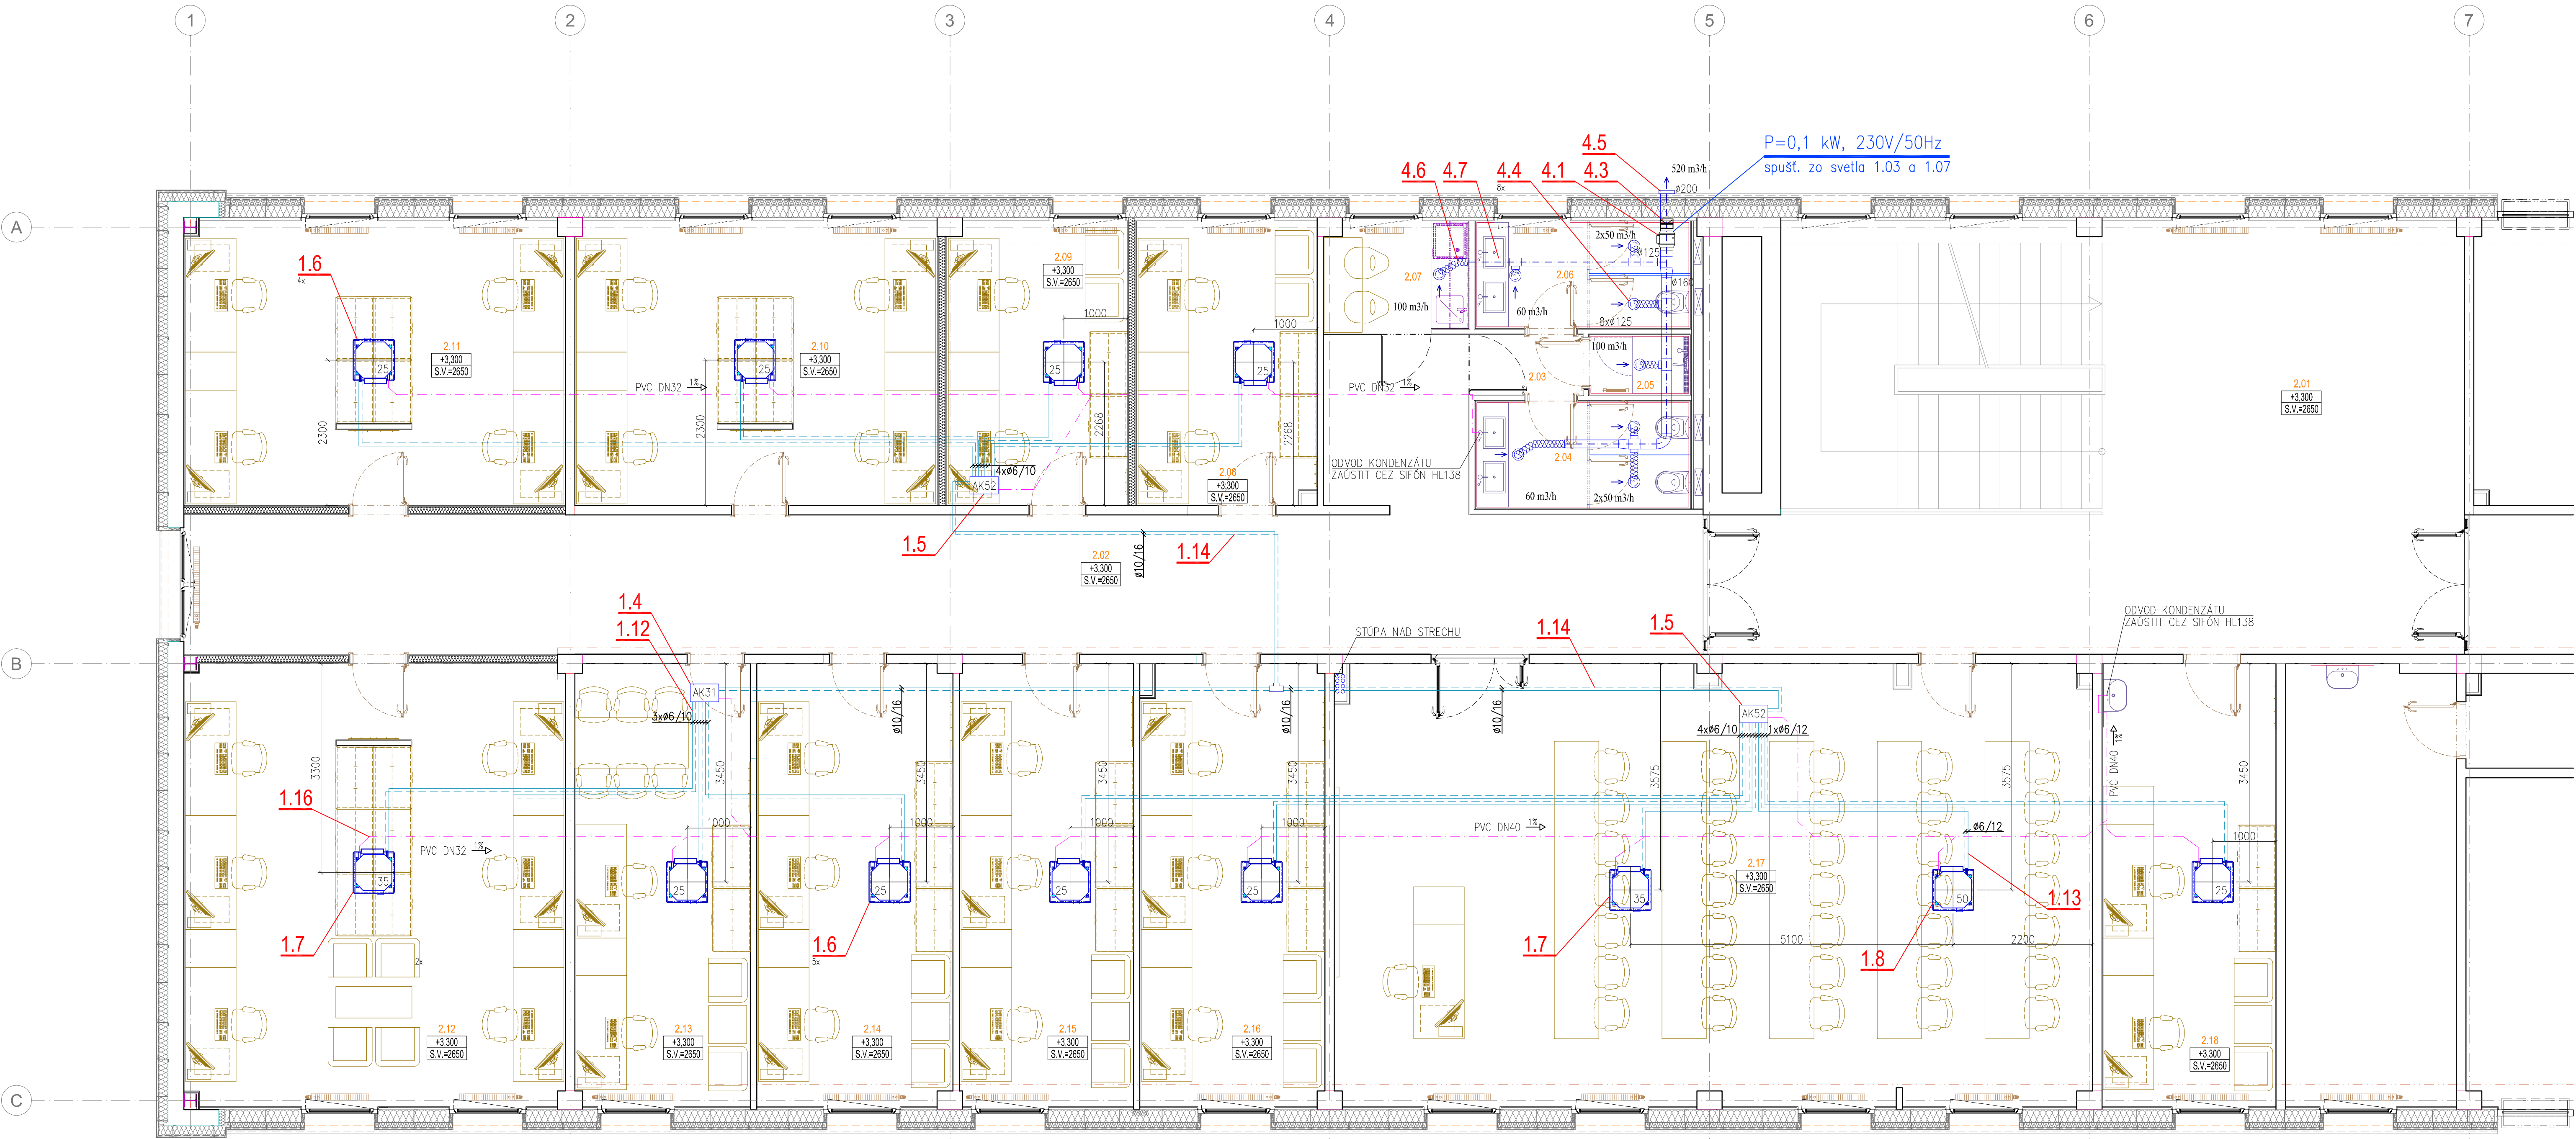 1
2
3
4
5
6
7
A
B
C
4.5
4.6
4.7
4.4
4.1
4.3
8x
520 m3/h
ø200
P=0,1 kW, 230V/50Hz
spušť. zo svetla 1.03 a 1.07
1.6
4x
25
2.11
+3,300
S.V.=2650
2300
PVC DN32 1%
25
2.10
+3,300
S.V.=2650
2300
2.09
+3,300
S.V.=2650
1000
25
2268
4xø6/10
AK52
1.5
1000
25
2268
2.08
+3,300
S.V.=2650
2.07
100 m3/h
PVC DN32 1%
ODVOD KONDENZÁTU
ZAÚSTIT CEZ SIFÓN HL138
2x50 m3/h
ø125
2.06
ø160
60 m3/h
8xø125
100 m3/h
2.03
2.05
2.04
60 m3/h
2x50 m3/h
2.01
+3,300
S.V.=2650
2.02
+3,300
S.V.=2650
ø10/16
1.14
1.4
1.12
AK31
3xø6/10
ø10/16
ø10/16
STÚPA NAD STRECHU
1.14
ø10/16
1.5
AK52
4xø6/10
1xø6/12
ODVOD KONDENZÁTU
ZAÚSTIT CEZ SIFÓN HL138
PVC DN40 1%
3300
1.16
PVC DN32 1%
35
1.7
2x
2.12
+3,300
S.V.=2650
3450
1000
25
2.13
+3,300
S.V.=2650
3450
1000
25
1.6
5x
2.14
+3,300
S.V.=2650
3450
1000
25
2.15
+3,300
S.V.=2650
3450
1000
25
2.16
+3,300
S.V.=2650
PVC DN40 1%
3575
35
1.7
2.17
+3,300
S.V.=2650
5100
3575
ø6/12
50
1.13
1.8
2200
3450
1000
25
2.18
+3,300
S.V.=2650